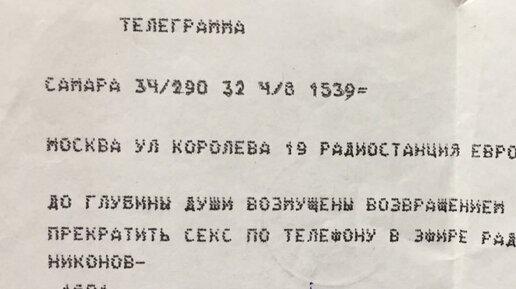 ТЕЛЕГРАММА
САМАРА 34/290 32 4/8 1539=
МОСКВА УЛ КОРОЛЕВА 19 РАДИОСТАНЦИЯ ЕВРО
ДО ГЛУБИНЫ ДУШИ ВОЗМУЩЕНЫ ВОЗВРАЩЕНИЕМ
ПРЕКРАТИТЬ СЕКС ПО ТЕЛЕФОНУ В ЭФИРЕ РАД
НИКОНОВ-